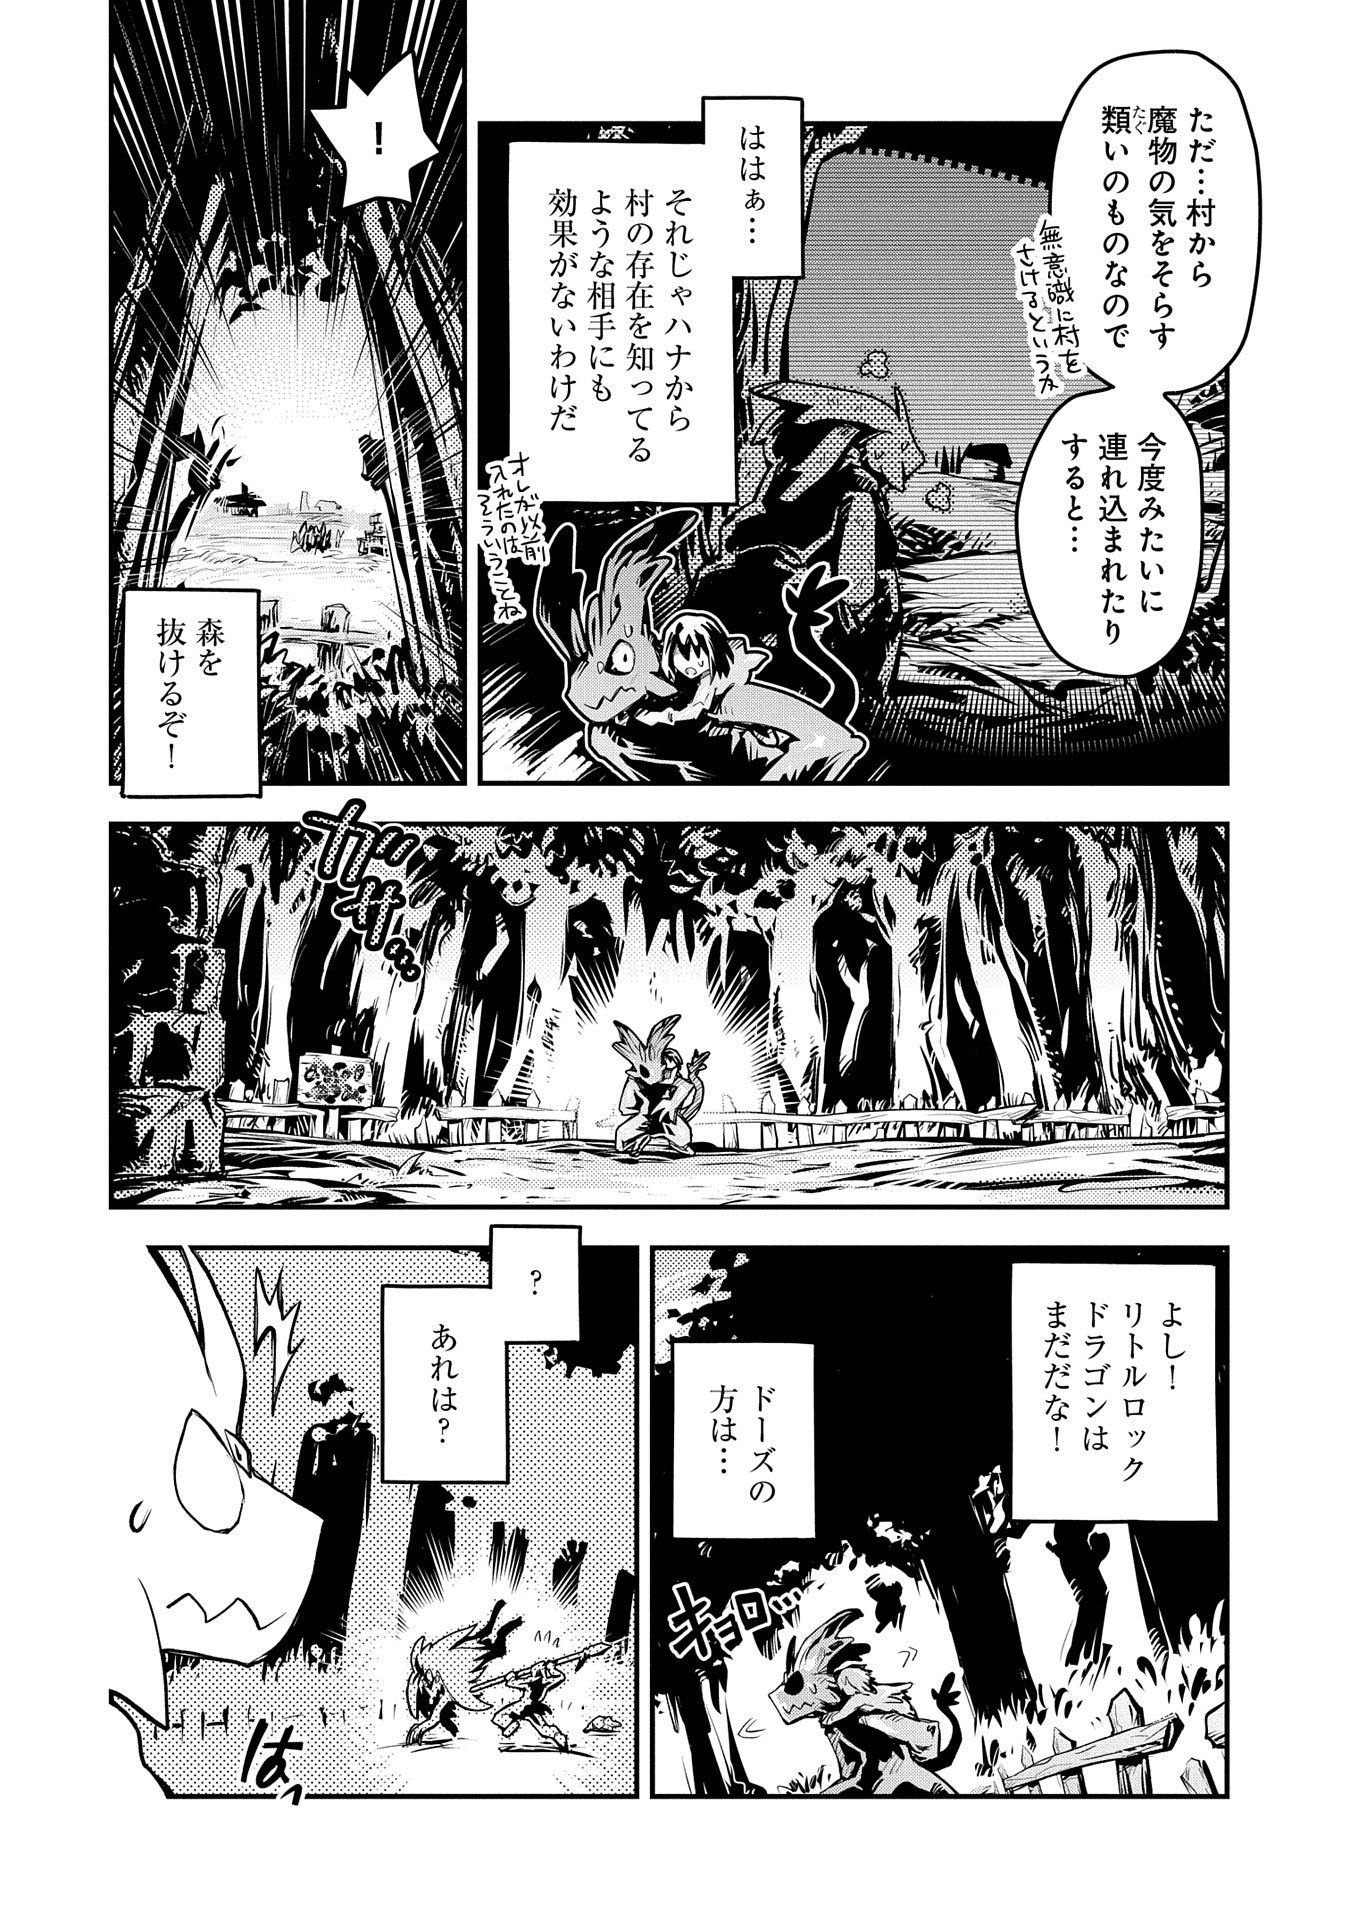 ただ…村から
魔物の気をそらす
類いのものなので
たぐ
無意識に村を
さけるというか
今度みたいに
連れ込まれたり
すると…
ははぁ…
それじゃハナから
村の存在を知ってる
ような相手にも
効果がないわけだ
オレが以前
入れたのは
そういうことね
！
森を
抜けるぞ！
ガササ…
よし！
リトルロック
ドラゴンは
まだだな！
ドーズの
方は…
キョロ…
？
あれは？
はっ